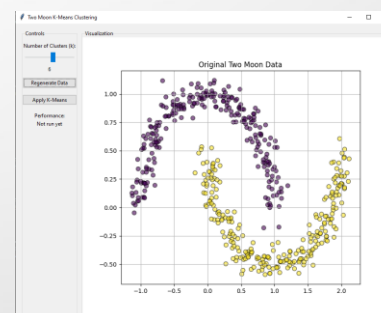 Two Moon K-Means Clustering
Controls
Visualization
Number of Clusters (k):
Regenerate Data
Apply K-Means
Performance:
Not run yet
Original Two Moon Data
1.00
0.75
0.50
0.25
0.00
−0.25
−0.50
−1.0 −0.5 0.0 0.5 1.0 1.5 2.0